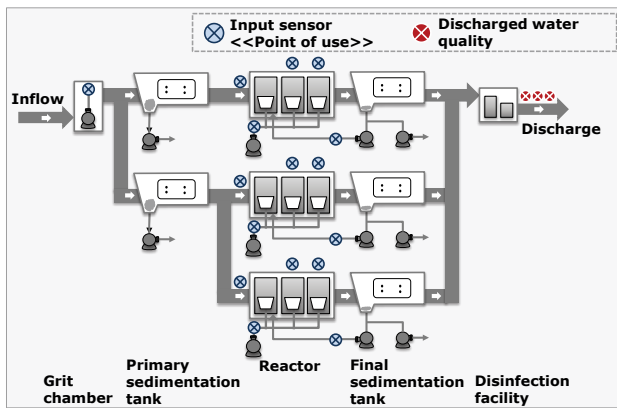 Input sensor
<<Point of use>>
Discharged water
quality
Inflow
Discharge
Grit
chamber
Primary
sedimentation
tank
Reactor
Final
sedimentation
tank
Disinfection
facility